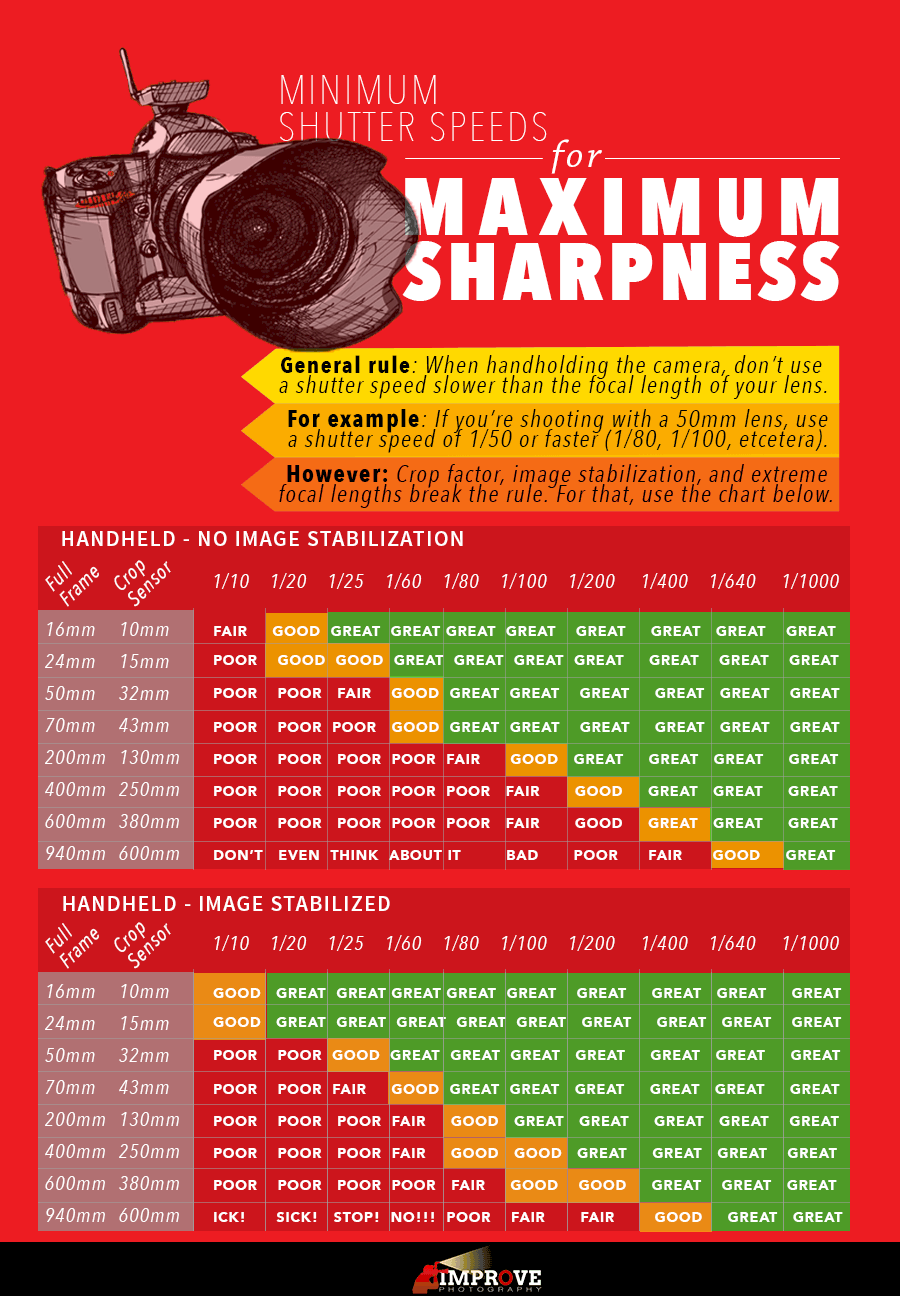 MINIMUM
SHUTTER SPEEDS
for
MAXIMUM
SHARPNESS
General rule: When handholding the camera, don't use
a shutter speed slower than the focal length of your lens.
For example: If you're shooting with a 50mm lens, use
a shutter speed of 1/50 or faster (1/80, 1/100, etcetera).
However: Crop factor, image stabilization, and extreme
focal lengths break the rule. For that, use the chart below.
HANDHELD - NO IMAGE STABILIZATION
Full Frame Crop Sensor 1/10 1/20 1/25 1/60 1/80 1/100 1/200 1/400 1/640 1/1000
16mm 10mm FAIR GOOD GREAT GREAT GREAT GREAT GREAT GREAT GREAT GREAT
24mm 15mm POOR GOOD GOOD GREAT GREAT GREAT GREAT GREAT GREAT GREAT
50mm 32mm POOR POOR FAIR GOOD GREAT GREAT GREAT GREAT GREAT GREAT
70mm 43mm POOR POOR POOR GOOD GREAT GREAT GREAT GREAT GREAT GREAT
200mm 130mm POOR POOR POOR POOR FAIR GOOD GREAT GREAT GREAT GREAT
400mm 250mm POOR POOR POOR POOR POOR FAIR GOOD GREAT GREAT GREAT
600mm 380mm POOR POOR POOR POOR POOR FAIR GOOD GREAT GREAT GREAT
940mm 600mm DON'T EVEN THINK ABOUT IT BAD POOR FAIR GOOD GREAT
HANDHELD - IMAGE STABILIZED
Full Frame Crop Sensor 1/10 1/20 1/25 1/60 1/80 1/100 1/200 1/400 1/640 1/1000
16mm 10mm GOOD GREAT GREAT GREAT GREAT GREAT GREAT GREAT GREAT GREAT
24mm 15mm GOOD GREAT GREAT GREAT GREAT GREAT GREAT GREAT GREAT GREAT
50mm 32mm POOR POOR GOOD GREAT GREAT GREAT GREAT GREAT GREAT GREAT
70mm 43mm POOR POOR FAIR GOOD GREAT GREAT GREAT GREAT GREAT GREAT
200mm 130mm POOR POOR POOR FAIR GOOD GREAT GREAT GREAT GREAT GREAT
400mm 250mm POOR POOR POOR FAIR GOOD GOOD GREAT GREAT GREAT GREAT
600mm 380mm POOR POOR POOR POOR FAIR GOOD GOOD GREAT GREAT GREAT
940mm 600mm ICK! SICK! STOP! NO!!! POOR FAIR FAIR GOOD GREAT GREAT
IMPROVE
PHOTOGRAPHY